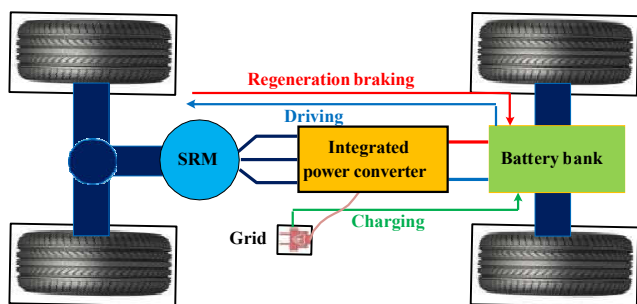 Regeneration braking
Driving
SRM
Integrated
power converter
Battery bank
Grid
Charging